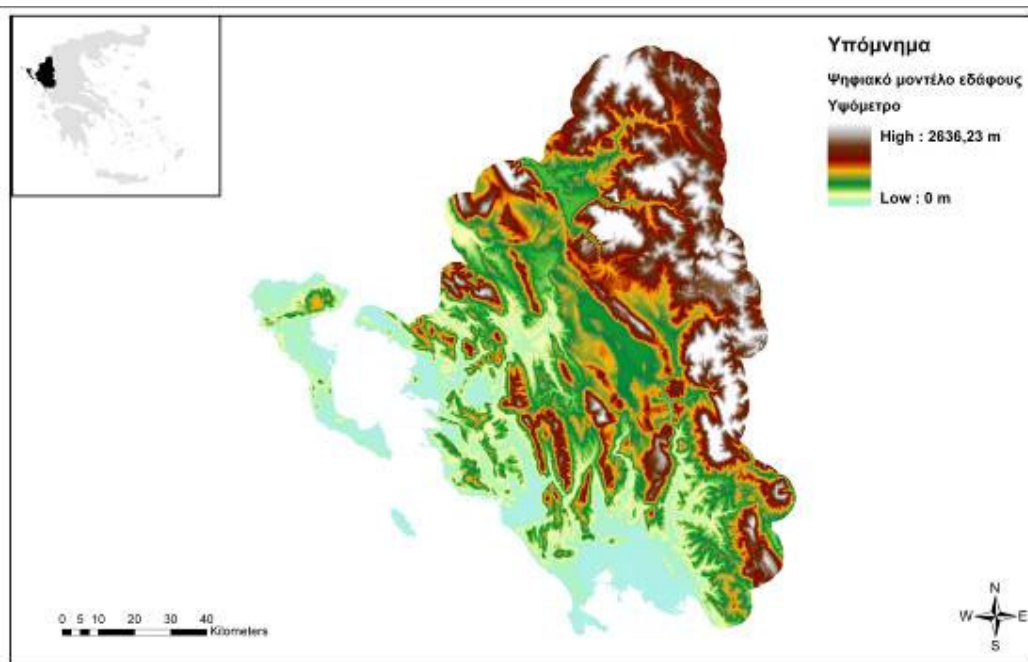 Υπόμνημα
Ψηφιακό μοντέλο εδάφους
Υψόμετρο
High : 2636,23 m
Low : 0 m
0 5 10 20 30 40
Kilometers
N
W E
S